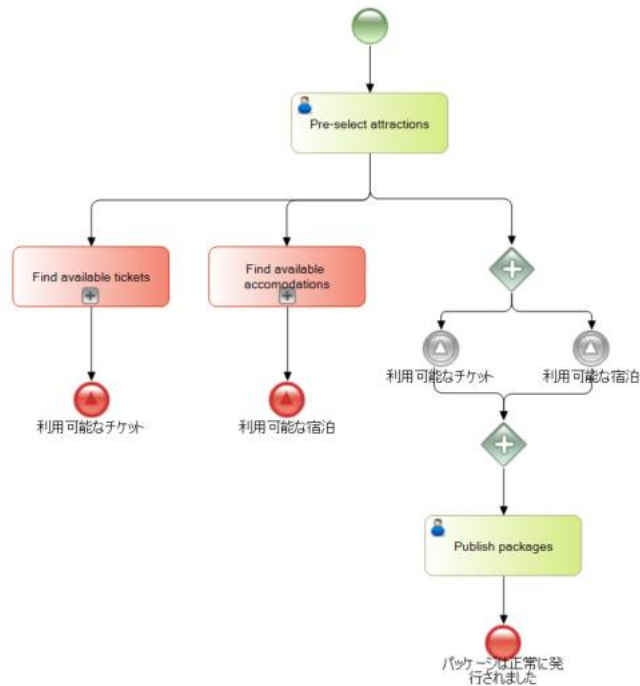 Pre-select attractions
Find available tickets
Find available
accomodations
利用可能なチケット
利用可能な宿泊
利用可能なチケット
利用可能な宿泊
Publish packages
パッケージは正常に発
行されました